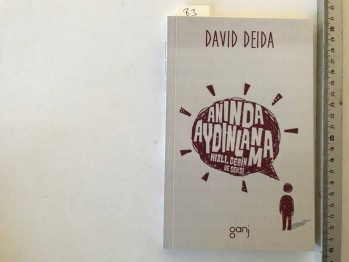 83
DAVID DEIDA
ANINDA
AYDINLANMA
HIZLI, DERİN
VE SEKSİ
ganj